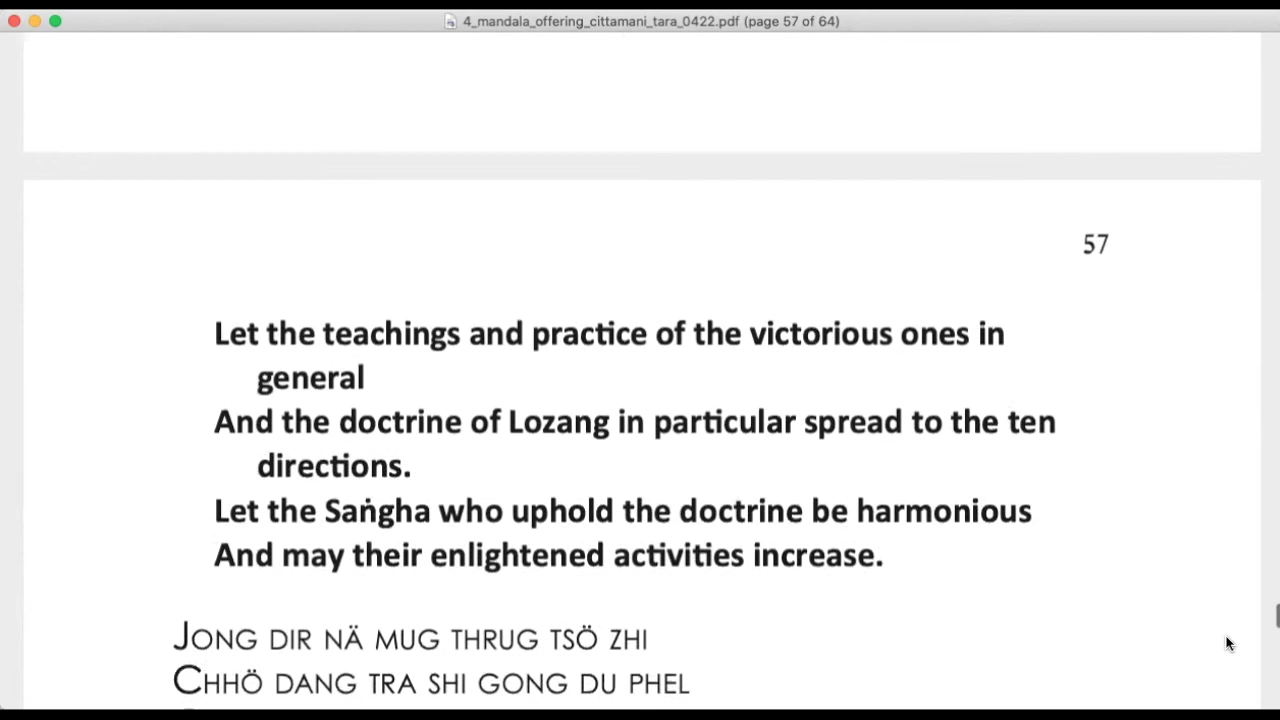 4_mandala_offering_cittamani_tara_0422.pdf (page 57 of 64)
57
Let the teachings and practice of the victorious ones in
general
And the doctrine of Lozang in particular spread to the ten
directions.
Let the Saṅgha who uphold the doctrine be harmonious
And may their enlightened activities increase.
JONG DIR NÄ MUG THRUG TSÖ ZHI
CHHÖ DANG TRA SHI GONG DU PHEL